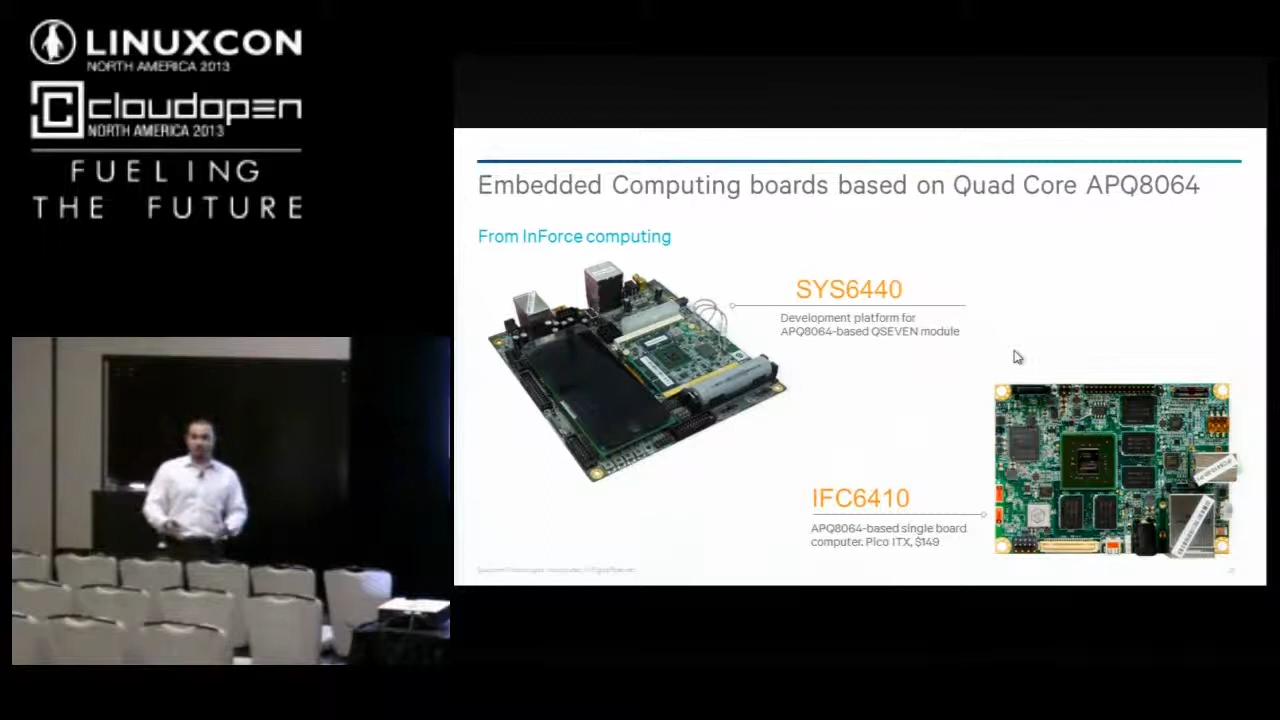 LINUXCON
NORTH AMERICA 2013
cloudopen
NORTH AMERICA 2013
FUELING
THE FUTURE
Embedded Computing boards based on Quad Core APQ8064
From InForce computing
SYS6440
Development platform for
APQ8064-based QSEVEN module
IFC6410
APQ8064-based single board
computer. Pico ITX, $149